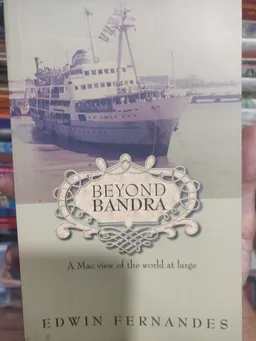 BEYOND
BANDRA
A Mac view of the world at large
EDWIN FERNANDES